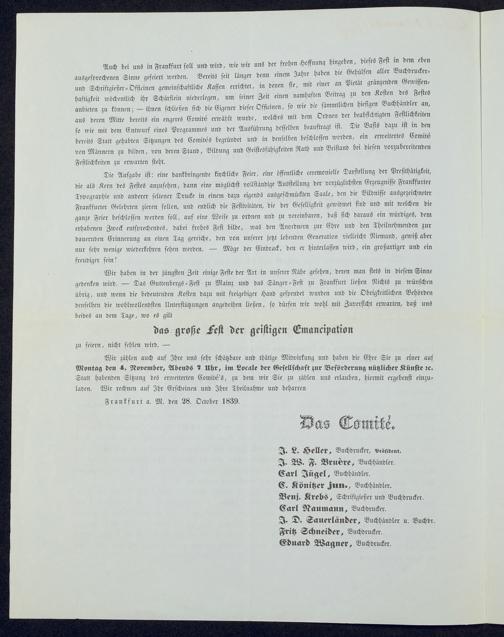 Auch bei uns in Frankfurt soll und wird, wie wir uns der frohen Hoffnung hingeben, dieses Fest in dem eben
ausgesprochenen Sinne gefeiert werden. Bereits seit länger denn einem Jahre haben die Gehülfen aller Buchdrucker-
und Schriftgießer-Officinen gemeinschaftliche Kassen errichtet, in denen sie, mit einer an Pietät gränzenden Gewissen-
haftigkeit wöchentlich ihr Schärflein niederlegen, um seiner Zeit einen namhaften Beitrag zu den Kosten des Festes
anbieten zu können; — ihnen schließen sich die Eigener dieser Officinen, so wie die sämmtlichen hiesigen Buchhändler an,
aus deren Mitte bereits ein engeres Comité erwählt wurde, welches mit dem Ordnen der beabsichtigten Festlichkeiten
so wie mit dem Entwurf eines Programmes und der Ausführung desselben beauftragt ist. Die Basis dazu ist in den
bereits Statt gehabten Sitzungen des Comités begründet und in denselben beschlossen worden, ein erweitertes Comité
von Männern zu bilden, von deren Stand, Bildung und Geistesfähigkeiten Rath und Beistand bei diesen vorzubereitenden
Festlichkeiten zu erwarten steht.
Die Aufgabe ist: eine dankbringende kirchliche Feier, eine öffentliche ceremonielle Darstellung der Preßthätigkeit,
die als Kern des Festes anzusehen, dann eine möglichst vollständige Ausstellung der vorzüglichsten Erzeugnisse Frankfurter
Typographie und anderer seltener Drucke in einem dazu eigends ausgeschmückten Saale, den die Bildnisse ausgezeichneter
Frankfurter Gelehrten zieren sollen, und endlich die Festivitäten, die der Geselligkeit gewidmet sind und mit welchen die
ganze Feier beschlossen werden soll, auf eine Weise zu ordnen und zu vereinbaren, daß sich daraus ein würdiges, dem
erhabenen Zweck entsprechendes, dabei frohes Fest bilde, was den Anordnern zur Ehre und den Theilnehmenden zur
dauernden Erinnerung an einen Tag gereiche, den von unserer jetzt lebenden Generation vielleicht Niemand, gewiß aber
nur sehr wenige wiederkehren sehen werden. — Möge der Eindruck, den er hinterlassen wird, ein großartiger und ein
freudiger sein!
Wir haben in der jüngsten Zeit einige Feste der Art in unserer Nähe gesehen, deren man stets in diesem Sinne
gedenken wird. — Das Guttenbergs-Fest zu Mainz und das Sänger-Fest zu Frankfurt ließen Nichts zu wünschen
übrig, und wenn die bedeutenden Kosten dazu mit freigebiger Hand gespendet wurden und die Obrigkeitlichen Behörden
denselben die wohlwollendsten Unterstützungen angedeihen ließen, so dürfen wir wohl mit Zuversicht erwarten, daß uns
beides an dem Tage, wo es gilt
das große Fest der geistigen Emancipation
zu feiern, nicht fehlen wird. —
Wir zählen auch auf Ihre uns sehr schätzbare und thätige Mitwirkung und haben die Ehre Sie zu einer auf
Montag den 4. November, Abends 7 Uhr, im Locale der Gesellschaft zur Beförderung nützlicher Künste ꝛc.
Statt habenden Sitzung des erweiterten Comité's, zu dem wir Sie zu zählen uns erlauben, hiermit ergebenst einzu-
laden. Wir rechnen auf Ihr Erscheinen und Ihre Theilnahme und beharren
Frankfurt a. M. den 28. October 1839.
Das Comité.
J. L. Heller, Buchdrucker, Präsident.
J. W. F. Bruère, Buchhändler.
Carl Jügel, Buchhändler.
C. Könitzer jun., Buchhändler.
Benj. Krebs, Schriftgießer und Buchdrucker.
Carl Naumann, Buchdrucker.
J. D. Sauerländer, Buchhändler u. Buchdr.
Fritz Schneider, Buchdrucker.
Eduard Wagner, Buchdrucker.